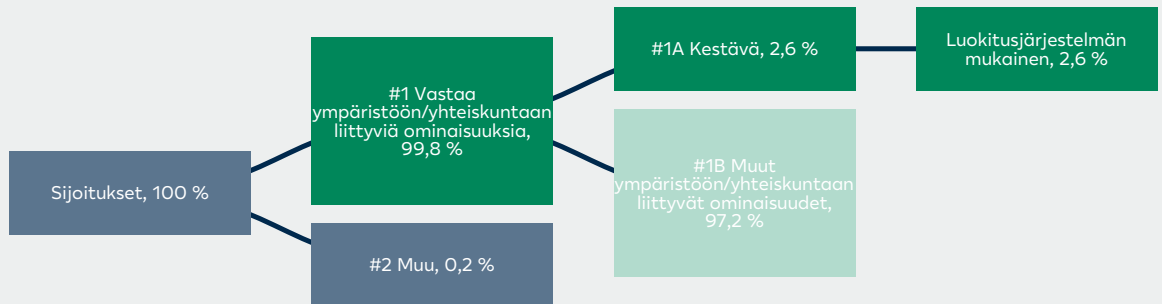 Sijoitukset, 100 %
#1 Vastaa
ympäristöön/yhteiskuntaan
liittyviä ominaisuuksia,
99,8 %
#2 Muu, 0,2 %
#1A Kestävä, 2,6 %
#1B Muut
ympäristöön/yhteiskuntaan
liittyvät ominaisuudet,
97,2 %
Luokitusjärjestelmän
mukainen, 2,6 %